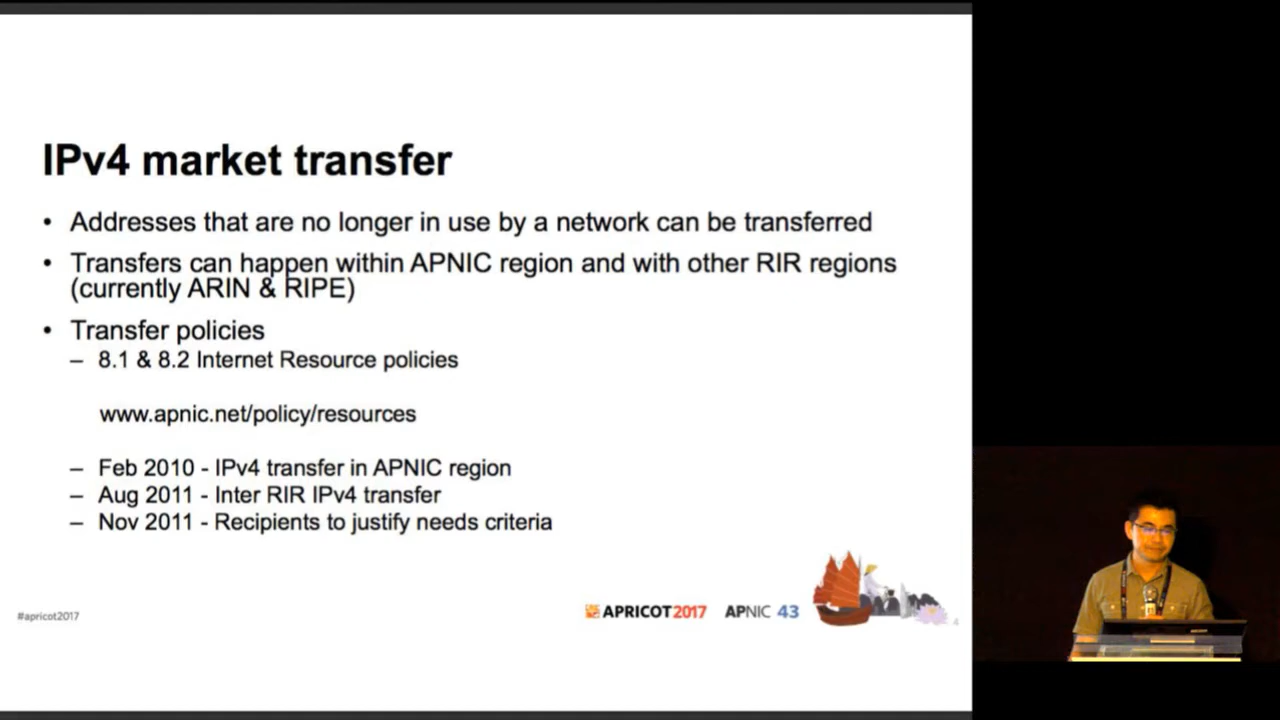 IPv4 market transfer
• Addresses that are no longer in use by a network can be transferred
• Transfers can happen within APNIC region and with other RIR regions
(currently ARIN & RIPE)
• Transfer policies
– 8.1 & 8.2 Internet Resource policies
www.apnic.net/policy/resources
– Feb 2010 - IPv4 transfer in APNIC region
– Aug 2011 - Inter RIR IPv4 transfer
– Nov 2011 - Recipients to justify needs criteria
#apricot2017
APRICOT2017 APNIC 43
4